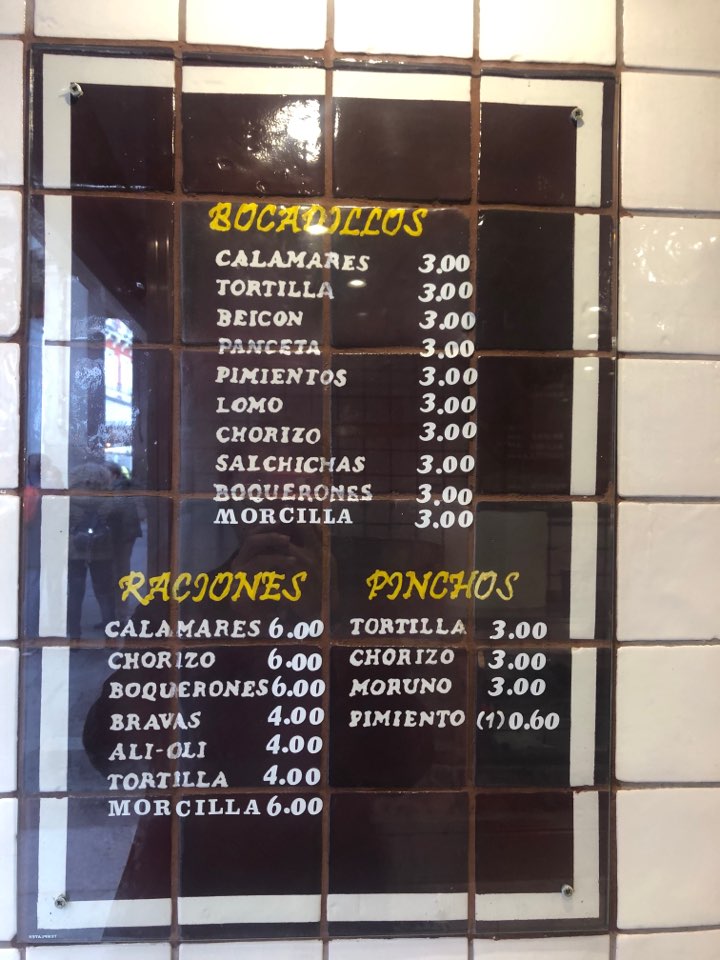 BOCADILLOS
CALAMARES 3.00
TORTILLA 3.00
BEICON 3.00
PANCETA 3.00
PIMIENTOS 3.00
LOMO 3.00
CHORIZO 3.00
SALCHICHAS 3.00
BOQUERONES 3.00
MORCILLA 3.00
RACIONES
CALAMARES 6.00
CHORIZO 6.00
BOQUERONES 6.00
BRAVAS 4.00
ALI-OLI 4.00
TORTILLA 4.00
MORCILLA 6.00
PINCHOS
TORTILLA 3.00
CHORIZO 3.00
MORUNO 3.00
PIMIENTO (1) 0.60